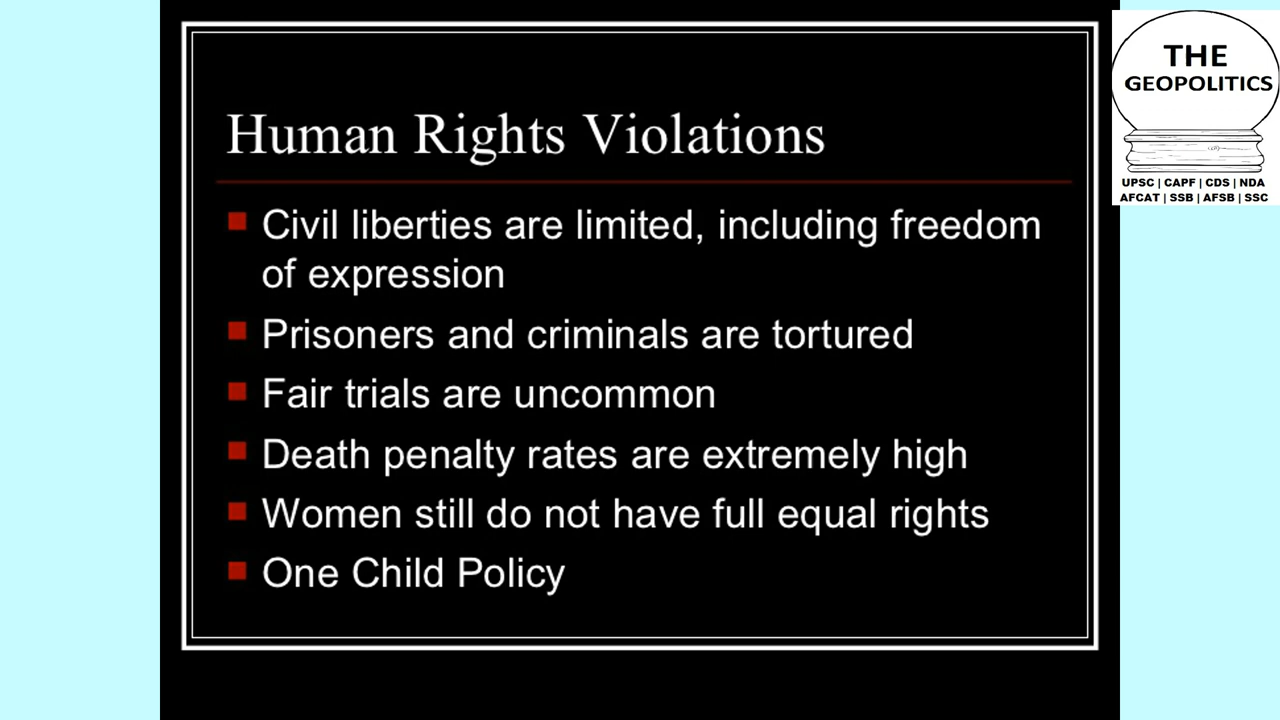 Human Rights Violations
Civil liberties are limited, including freedom
of expression
Prisoners and criminals are tortured
Fair trials are uncommon
Death penalty rates are extremely high
Women still do not have full equal rights
One Child Policy
THE
GEOPOLITICS
UPSC | CAPF | CDS | NDA
AFCAT | SSB | AFSB | SSC